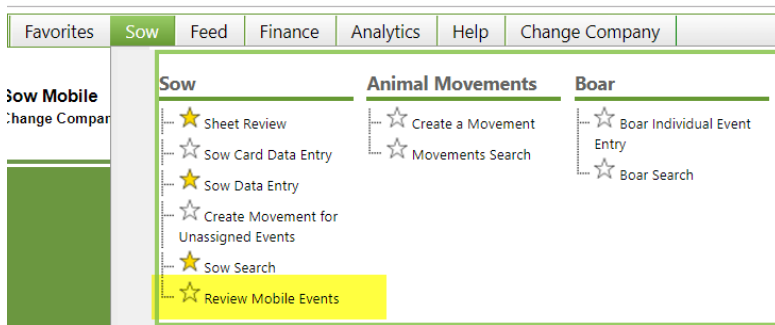 Favorites Sow Feed Finance Analytics Help Change Company
Sow Mobile
Change Compar
Sow
Sheet Review
Sow Card Data Entry
Sow Data Entry
Create Movement for
Unassigned Events
Sow Search
Review Mobile Events
Animal Movements
Create a Movement
Movements Search
Boar
Boar Individual Event
Entry
Boar Search